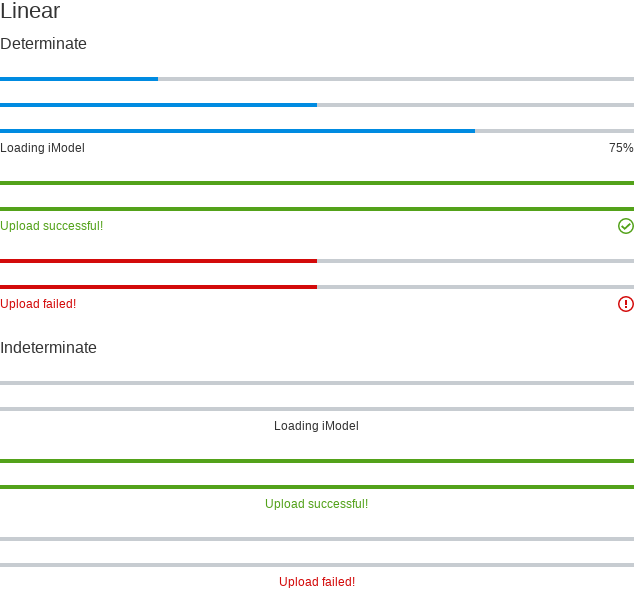 Linear
Determinate
Loading iModel 75%
Upload successful!
Upload failed!
Indeterminate
Loading iModel
Upload successful!
Upload failed!